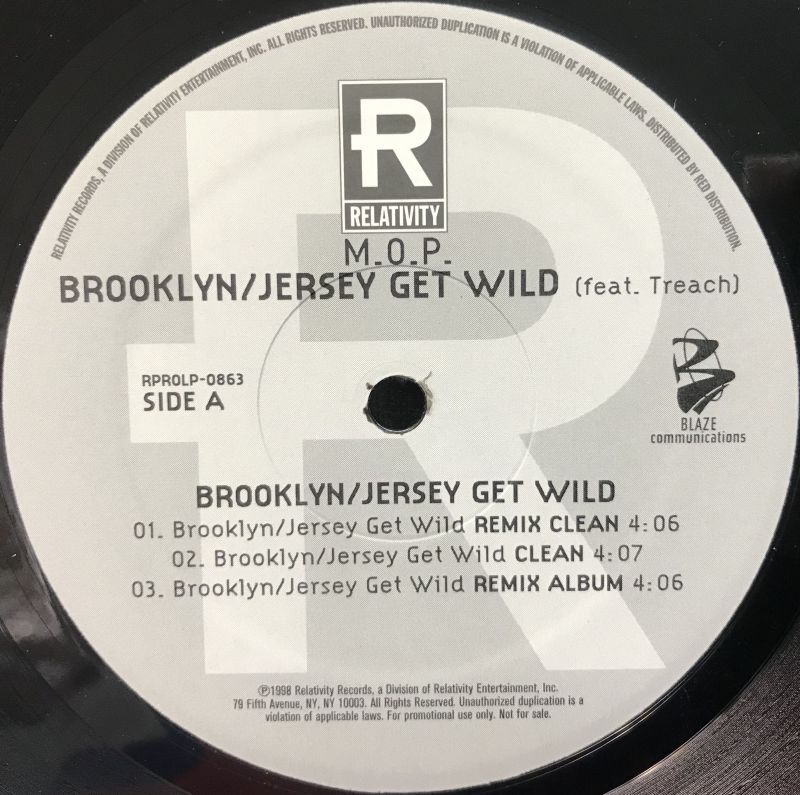 RELATIVITY RECORDS, A DIVISION OF RELATIVITY ENTERTAINMENT, INC. ALL RIGHTS RESERVED. UNAUTHORIZED DUPLICATION IS A VIOLATION OF APPLICABLE LAWS. DISTRIBUTED BY RED DISTRIBUTION.
R
RELATIVITY
M.O.P.
BROOKLYN/JERSEY GET WILD (feat. Treach)
RPROLP-0863
SIDE A
BLAZE
communications
BROOKLYN/JERSEY GET WILD
01. Brooklyn/Jersey Get Wild REMIX CLEAN 4:06
02. Brooklyn/Jersey Get Wild CLEAN 4:07
03. Brooklyn/Jersey Get Wild REMIX ALBUM 4:06
℗1998 Relativity Records, a Division of Relativity Entertainment, Inc.
79 Fifth Avenue, NY, NY 10003. All Rights Reserved. Unauthorized duplication is a
violation of applicable laws. For promotional use only. Not for sale.